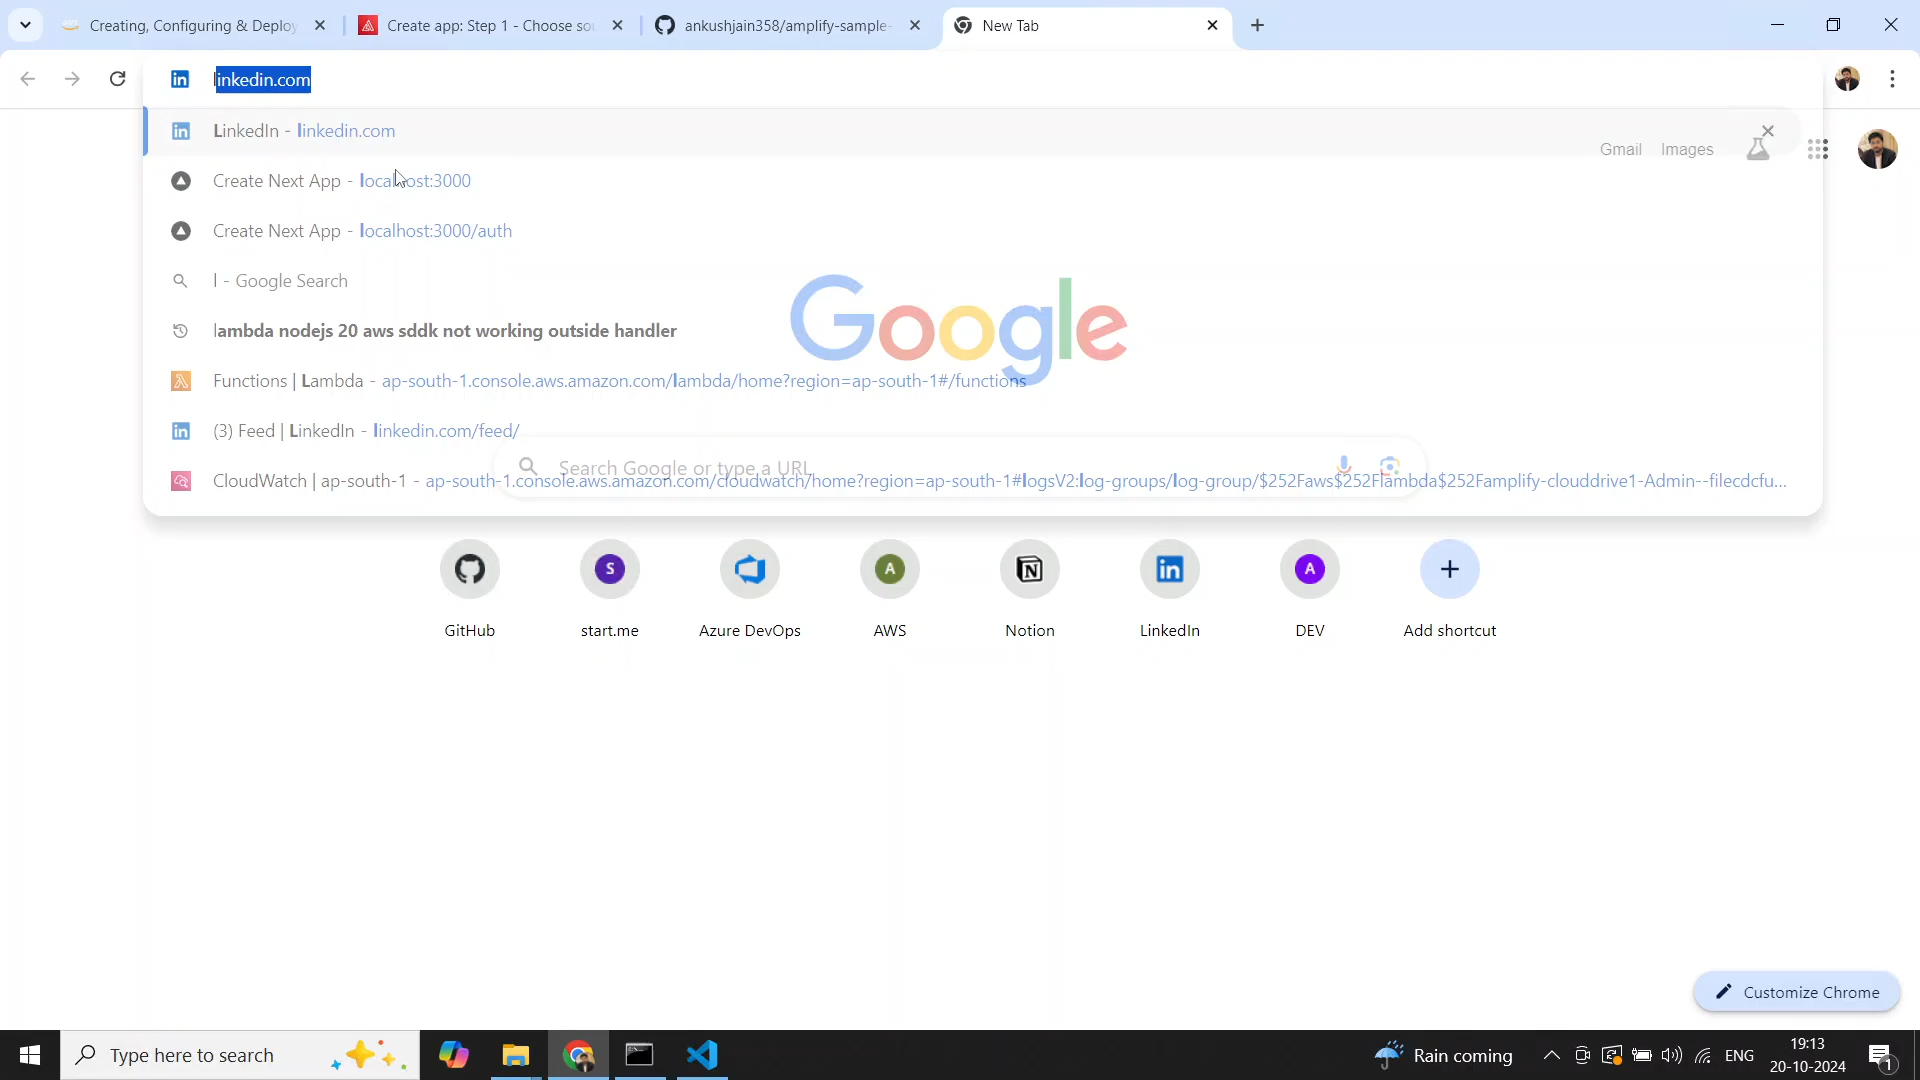 Creating, Configuring & Deploy
Create app: Step 1 - Choose sou
ankushjain358/amplify-sample-
New Tab
linkedin.com
LinkedIn - linkedin.com
Gmail
Images
Create Next App - localhost:3000
Create Next App - localhost:3000/auth
l - Google Search
lambda nodejs 20 aws sddk not working outside handler
Google
Functions | Lambda - ap-south-1.console.aws.amazon.com/lambda/home?region=ap-south-1#/functions
(3) Feed | LinkedIn - linkedin.com/feed/
Search Google or type a URL
CloudWatch | ap-south-1 - ap-south-1.console.aws.amazon.com/cloudwatch/home?region=ap-south-1#logsV2:log-groups/log-group/$252Faws$252Flambda$252Famplify-clouddrive1-Admin--filecdcfu...
S
A
A
GitHub
start.me
Azure DevOps
AWS
Notion
LinkedIn
DEV
Add shortcut
Customize Chrome
Type here to search
Rain coming
ENG
19:13
20-10-2024
1